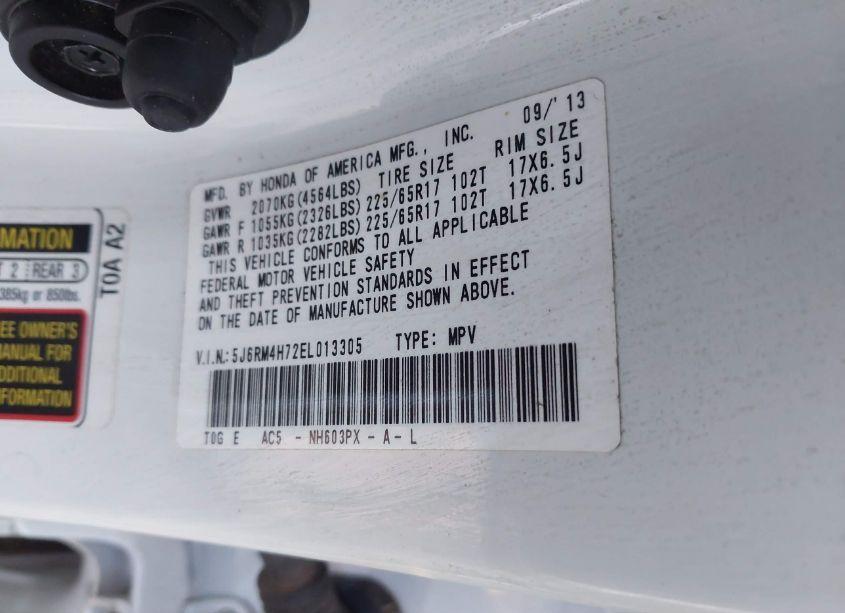 MFD. BY HONDA OF AMERICA MFG., INC. 09/'13
GVWR 2070KG(4564LBS) TIRE SIZE RIM SIZE
GAWR F 1055KG(2326LBS) 225/65R17 102T 17X6.5J
GAWR R 1035KG(2282LBS) 225/65R17 102T 17X6.5J
THIS VEHICLE CONFORMS TO ALL APPLICABLE
FEDERAL MOTOR VEHICLE SAFETY
AND THEFT PREVENTION STANDARDS IN EFFECT
ON THE DATE OF MANUFACTURE SHOWN ABOVE.
V.I.N.: 5J6RM4H72EL013305 TYPE: MPV
T0G E AC5 - NH603PX - A - L
MATION
T 2 REAR 3
385kg or 850lbs.
EE OWNER'S
MANUAL FOR
DDITIONAL
NFORMATION
T0A A2